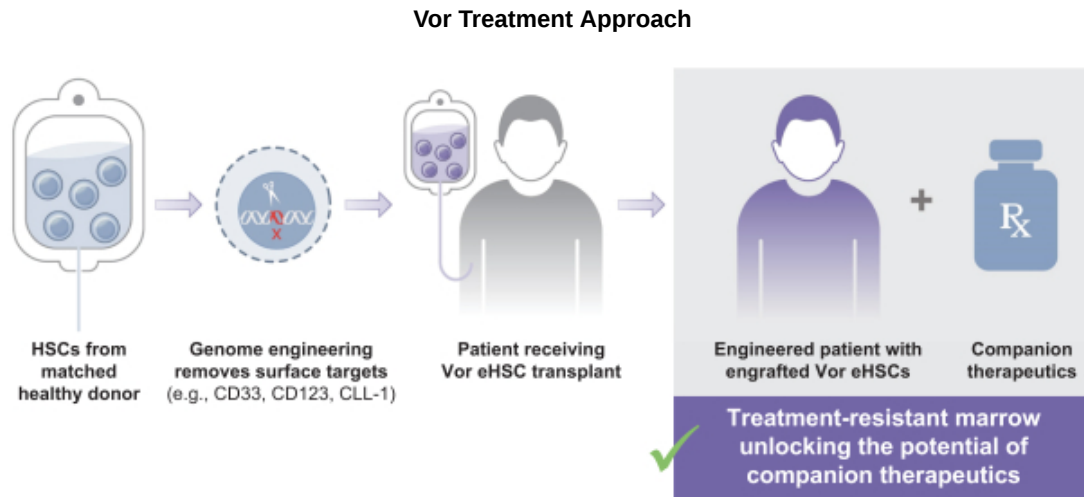 Vor Treatment Approach
X
Rx
+
HSCs from
matched
healthy donor
Genome engineering
removes surface targets
(e.g., CD33, CD123, CLL-1)
Patient receiving
Vor eHSC transplant
Engineered patient with
engrafted Vor eHSCs
Companion
therapeutics
Treatment-resistant marrow
unlocking the potential of
companion therapeutics